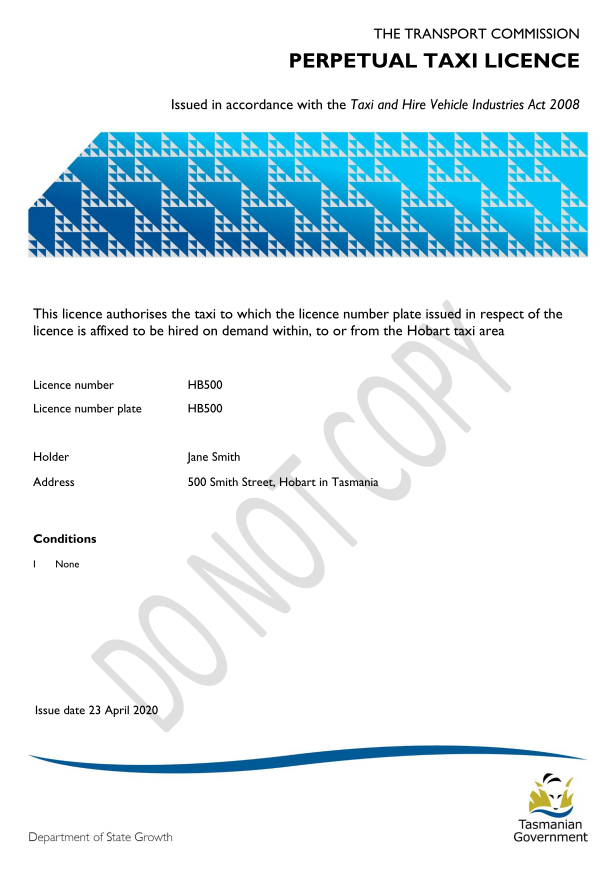 THE TRANSPORT COMMISSION
PERPETUAL TAXI LICENCE
Issued in accordance with the Taxi and Hire Vehicle Industries Act 2008
This licence authorises the taxi to which the licence number plate issued in respect of the
licence is affixed to be hired on demand within, to or from the Hobart taxi area
Licence number HB500
Licence number plate HB500
Holder Jane Smith
Address 500 Smith Street, Hobart in Tasmania
Conditions
1 None
DO NOT COPY
Issue date 23 April 2020
Department of State Growth
Tasmanian
Government